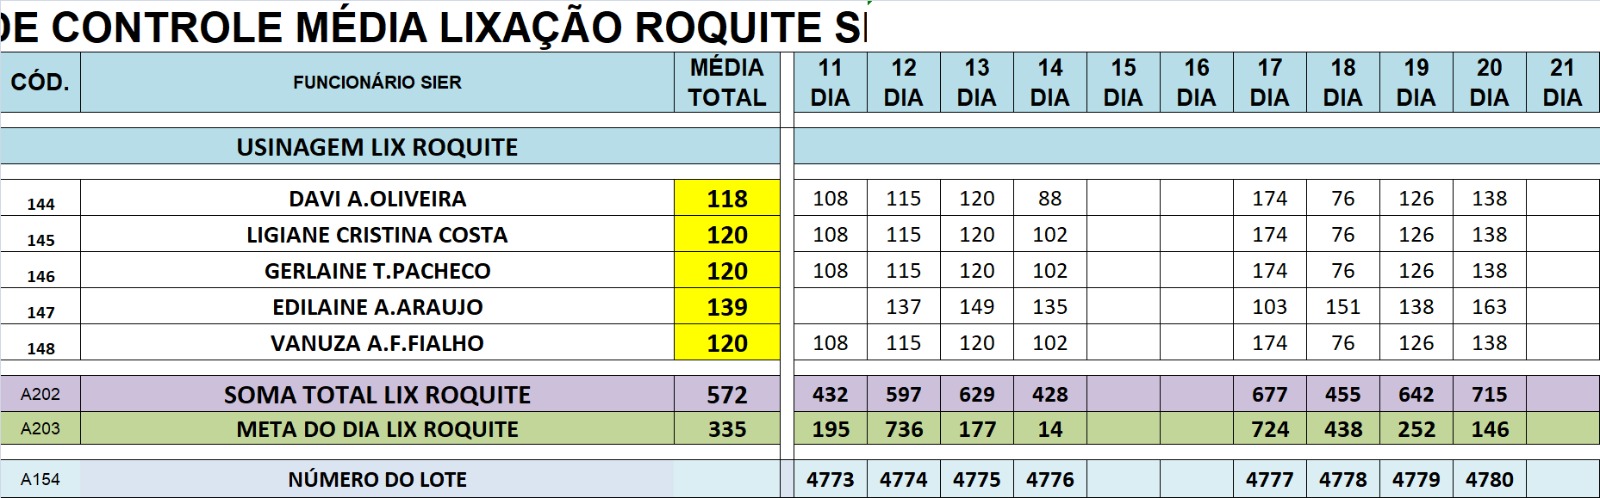 DE CONTROLE MÉDIA LIXAÇÃO ROQUITE SI
CÓD. FUNCIONÁRIO SIER MÉDIA TOTAL 11 DIA 12 DIA 13 DIA 14 DIA 15 DIA 16 DIA 17 DIA 18 DIA 19 DIA 20 DIA 21 DIA
USINAGEM LIX ROQUITE
144 DAVI A.OLIVEIRA 118 108 115 120 88 174 76 126 138
145 LIGIANE CRISTINA COSTA 120 108 115 120 102 174 76 126 138
146 GERLAINE T.PACHECO 120 108 115 120 102 174 76 126 138
147 EDILAINE A.ARAUJO 139 137 149 135 103 151 138 163
148 VANUZA A.F.FIALHO 120 108 115 120 102 174 76 126 138
A202 SOMA TOTAL LIX ROQUITE 572 432 597 629 428 677 455 642 715
A203 META DO DIA LIX ROQUITE 335 195 736 177 14 724 438 252 146
A154 NÚMERO DO LOTE 4773 4774 4775 4776 4777 4778 4779 4780